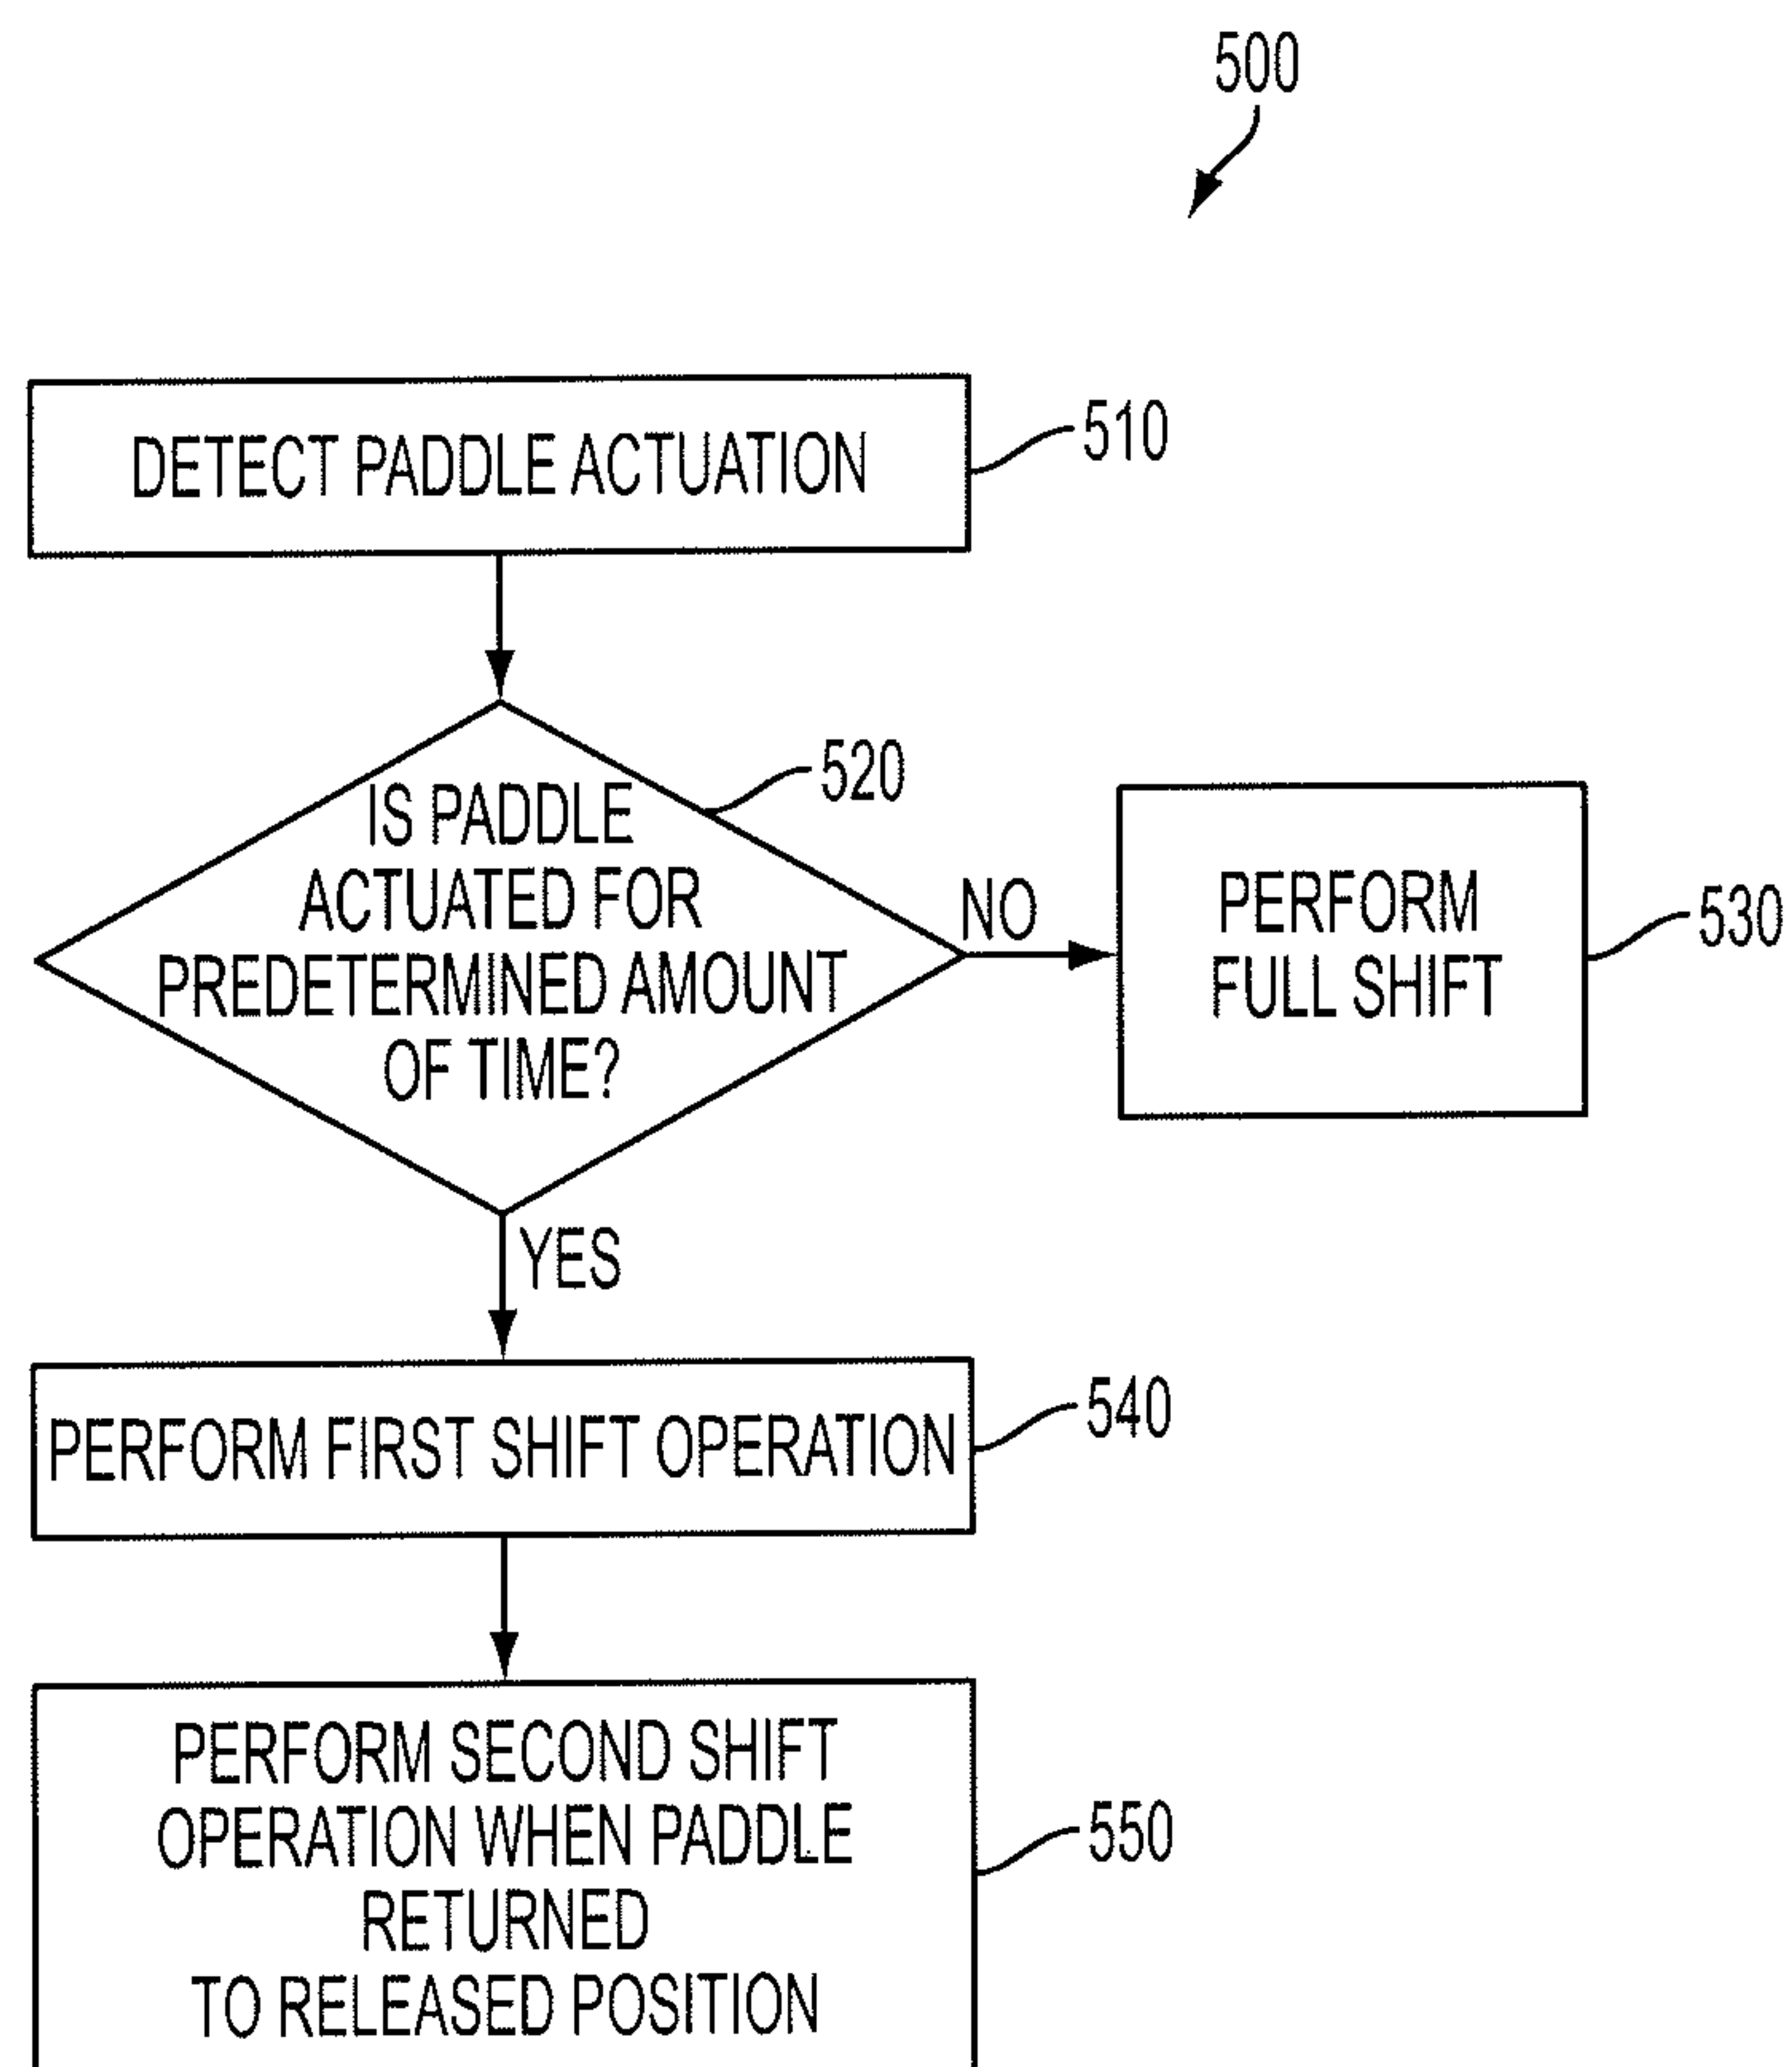 500
DETECT PADDLE ACTUATION
510
IS PADDLE
ACTUATED FOR
PREDETERMINED AMOUNT
OF TIME?
520
NO
PERFORM
FULL SHIFT
530
YES
PERFORM FIRST SHIFT OPERATION
540
PERFORM SECOND SHIFT
OPERATION WHEN PADDLE
RETURNED
TO RELEASED POSITION
550